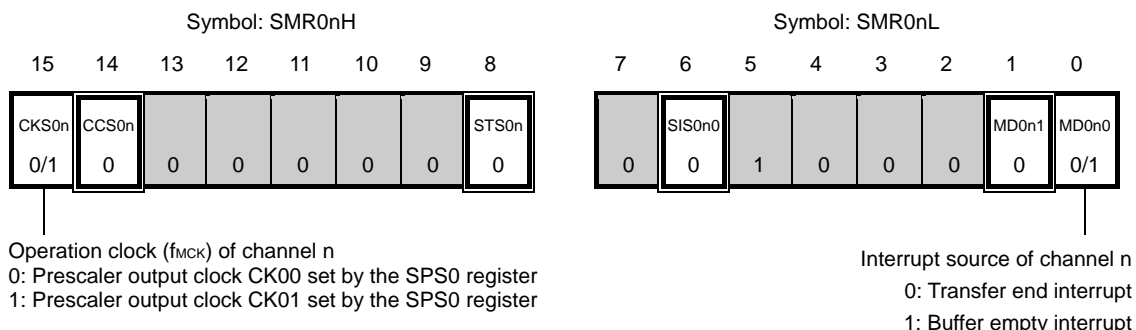 Symbol: SMR0nH
15 14 13 12 11 10 9 8
CKS0n CCS0n STS0n
0/1 0 0 0 0 0 0 0
Operation clock (fMCK) of channel n
0: Prescaler output clock CK00 set by the SPS0 register
1: Prescaler output clock CK01 set by the SPS0 register
Symbol: SMR0nL
7 6 5 4 3 2 1 0
SIS0n0 MD0n1 MD0n0
0 0 1 0 0 0 0 0/1
Interrupt source of channel n
0: Transfer end interrupt
1: Buffer empty interrupt